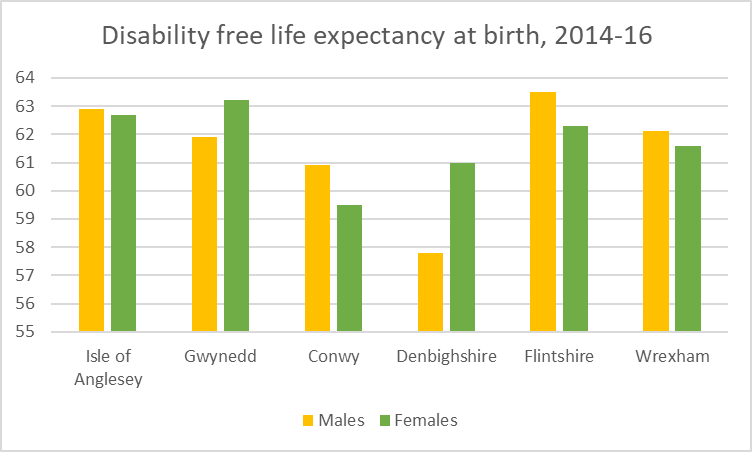 Disability free life expectancy at birth, 2014-16
64
63
62
61
60
59
58
57
56
55
Isle of
Anglesey
Gwynedd
Conwy
Denbighshire
Flintshire
Wrexham
Males Females